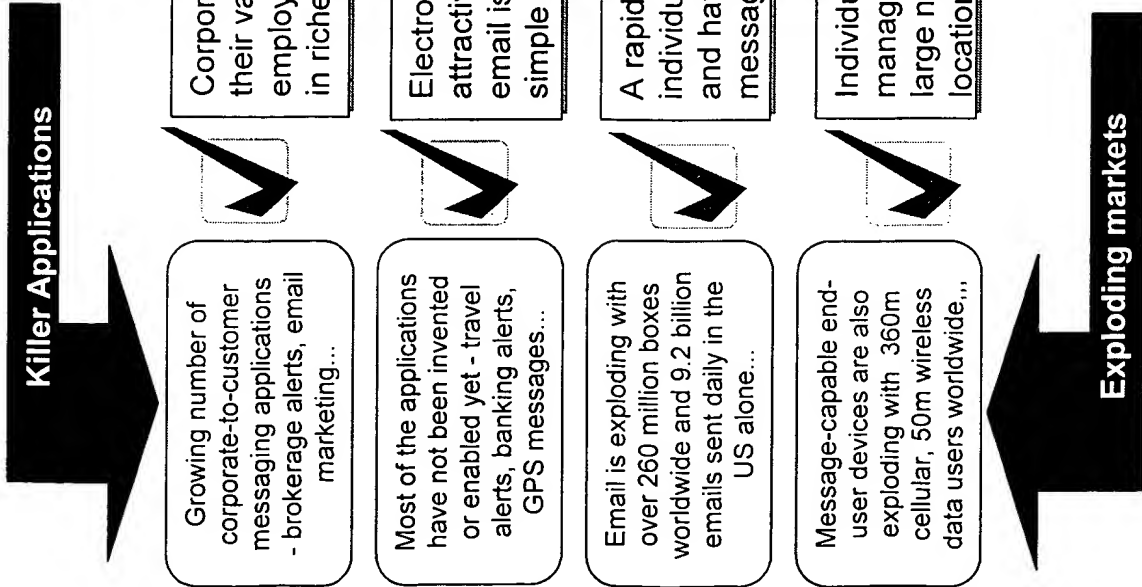 Killer Applications
Growing number of
corporate-to-customer
messaging applications
- brokerage alerts, email
marketing...
Corpor
their va
employ
in riche
Most of the applications
have not been invented
or enabled yet - travel
alerts, banking alerts,
GPS messages...
Electro
attractiv
email is
simple
Email is exploding with
over 260 million boxes
worldwide and 9.2 billion
emails sent daily in the
US alone...
A rapid
individu
and ha
messag
Message-capable end-
user devices are also
exploding with 360m
cellular, 50m wireless
data users worldwide,,,
Individu
manag
large n
location
Exploding markets